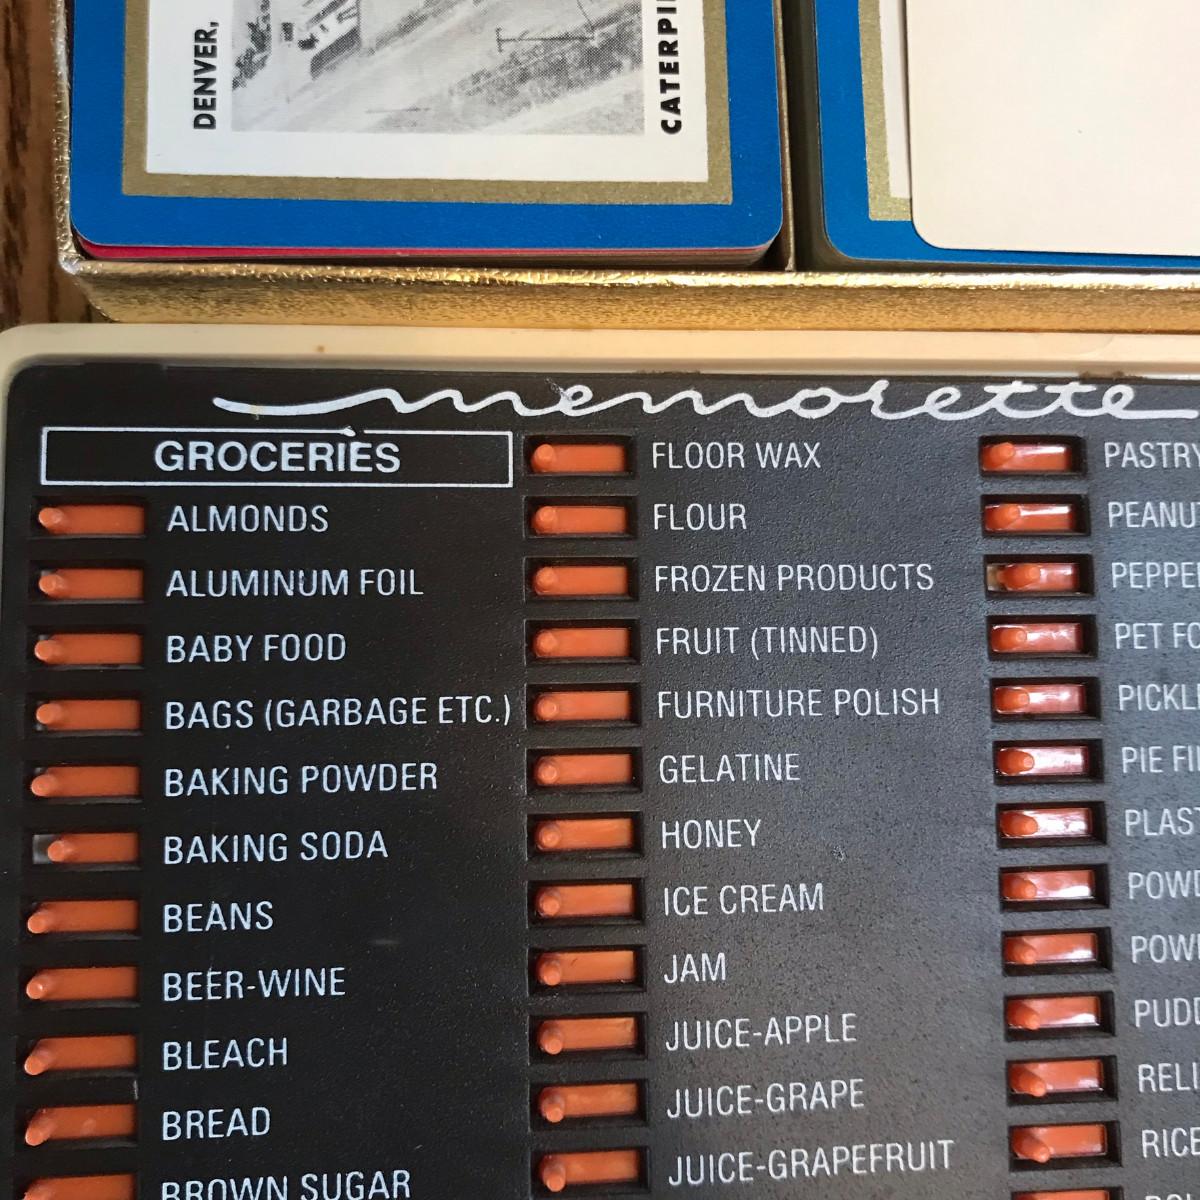 DENVER,
memorette
GROCERIES
ALMONDS
ALUMINUM FOIL
BABY FOOD
BAGS (GARBAGE ETC.)
BAKING POWDER
BAKING SODA
BEANS
BEER-WINE
BLEACH
BREAD
BROWN SUGAR
FLOOR WAX
FLOUR
FROZEN PRODUCTS
FRUIT (TINNED)
FURNITURE POLISH
GELATINE
HONEY
ICE CREAM
JAM
JUICE-APPLE
JUICE-GRAPE
JUICE-GRAPEFRUIT
PASTRY
RICE